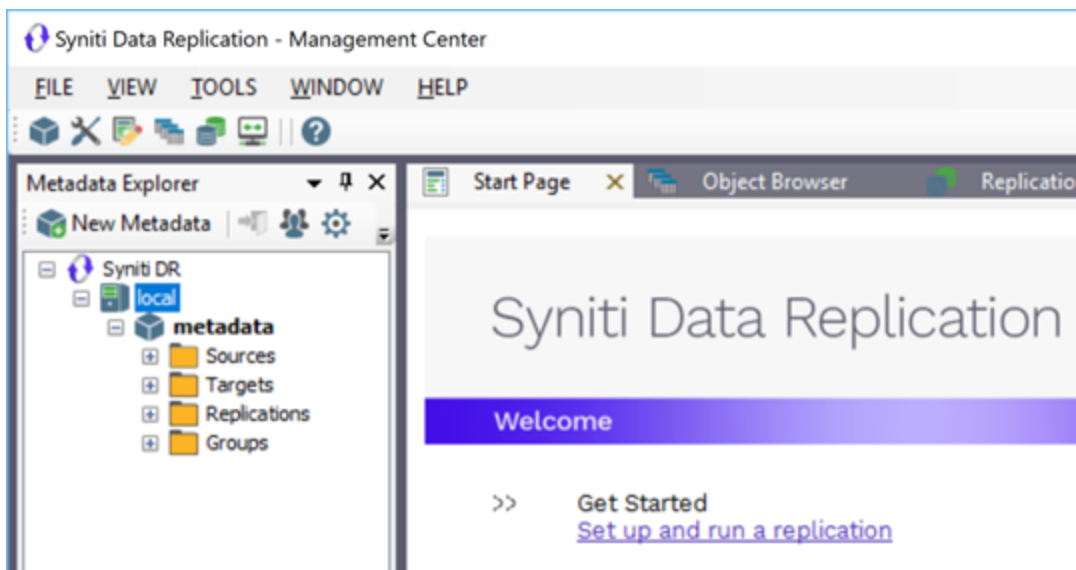 Syniti Data Replication - Management Center
FILE VIEW TOOLS WINDOW HELP
Metadata Explorer
New Metadata
Syniti DR
local
metadata
Sources
Targets
Replications
Groups
Start Page Object Browser Replicatio
Syniti Data Replication
Welcome
>> Get Started
Set up and run a replication